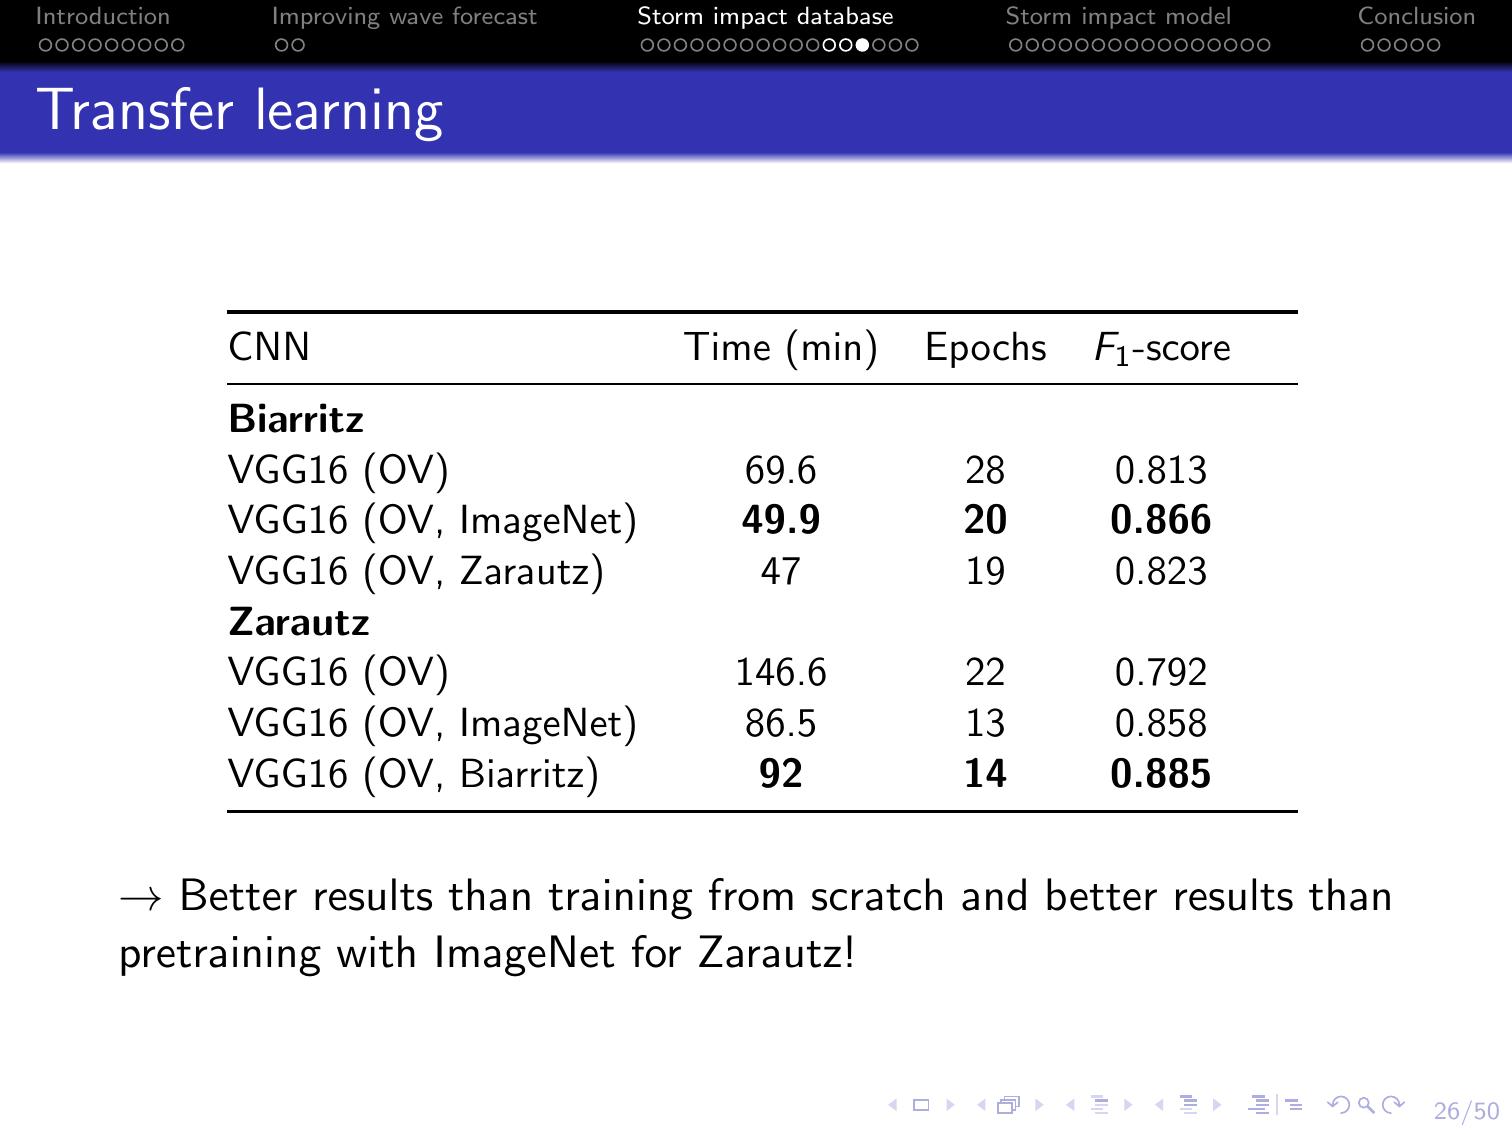 Introduction Improving wave forecast Storm impact database Storm impact model Conclusion
Transfer learning
CNN Time (min) Epochs F1-score
Biarritz
VGG16 (OV) 69.6 28 0.813
VGG16 (OV, ImageNet) 49.9 20 0.866
VGG16 (OV, Zarautz) 47 19 0.823
Zarautz
VGG16 (OV) 146.6 22 0.792
VGG16 (OV, ImageNet) 86.5 13 0.858
VGG16 (OV, Biarritz) 92 14 0.885
→ Better results than training from scratch and better results than
pretraining with ImageNet for Zarautz!
26/50